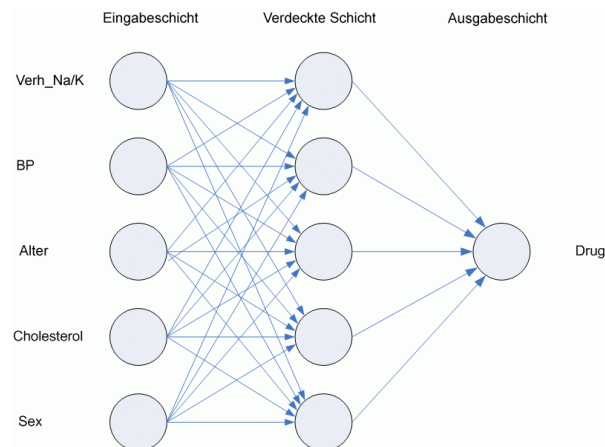 Eingabeschicht Verdeckte Schicht Ausgabeschicht
Verh_Na/K
BP
Alter
Drug
Cholesterol
Sex